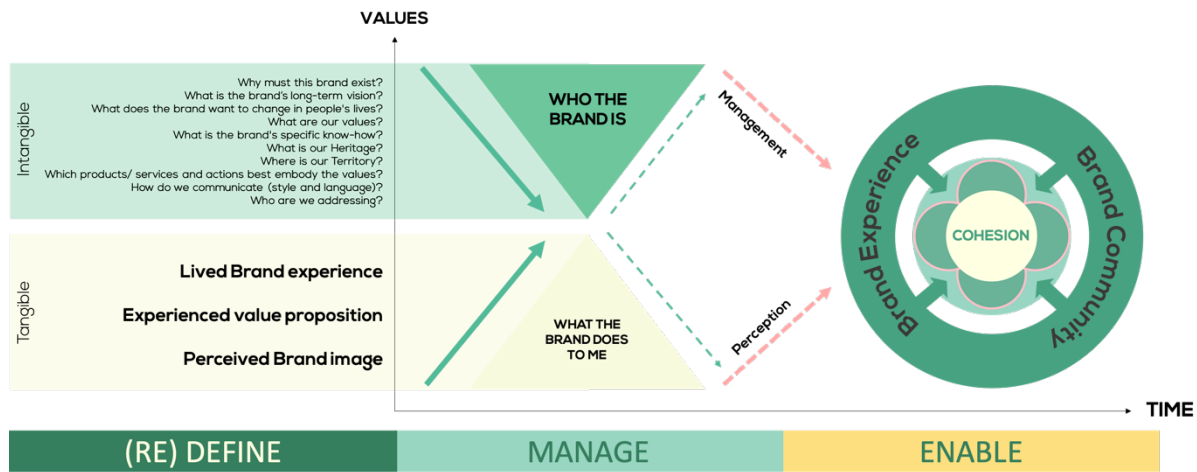 VALUES
Intangible
Why must this brand exist?
What is the brand's long-term vision?
What does the brand want to change in people's lives?
What are our values?
What is the brand's specific know-how?
What is our Heritage?
Where is our Territory?
Which products/ services and actions best embody the values?
How do we communicate (style and language)?
Who are we addressing?
WHO THE
BRAND IS
Management
Tangible
Lived Brand experience
Experienced value proposition
Perceived Brand image
WHAT THE
BRAND DOES
TO ME
Perception
Brand Experience
Brand Community
COHESION
TIME
(RE) DEFINE
MANAGE
ENABLE